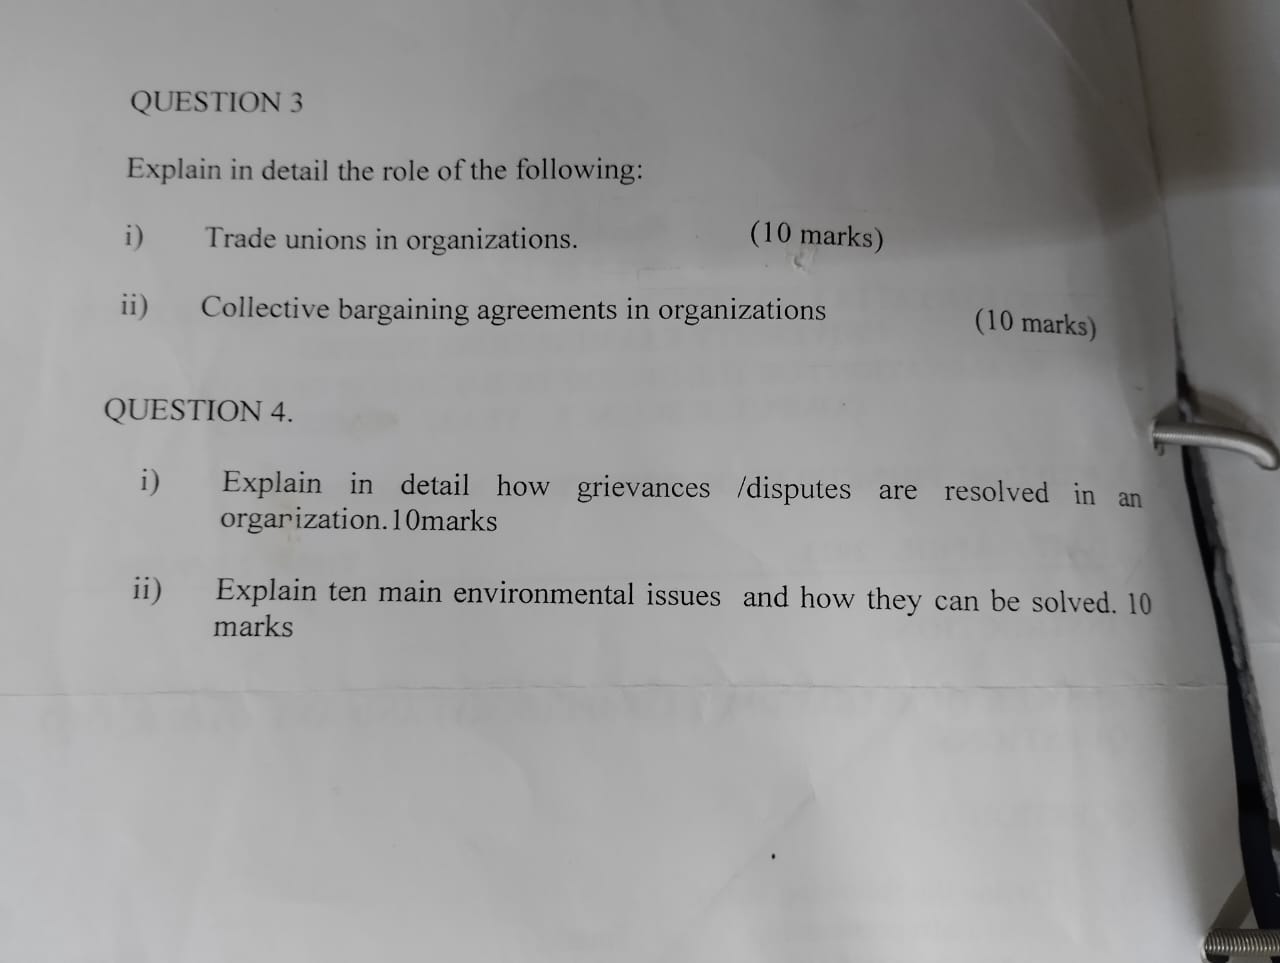 QUESTION 3
Explain in detail the role of the following:
i) Trade unions in organizations. (10 marks)
ii) Collective bargaining agreements in organizations (10 marks)
QUESTION 4.
i) Explain in detail how grievances /disputes are resolved in an
organization.10marks
ii) Explain ten main environmental issues and how they can be solved. 10
marks